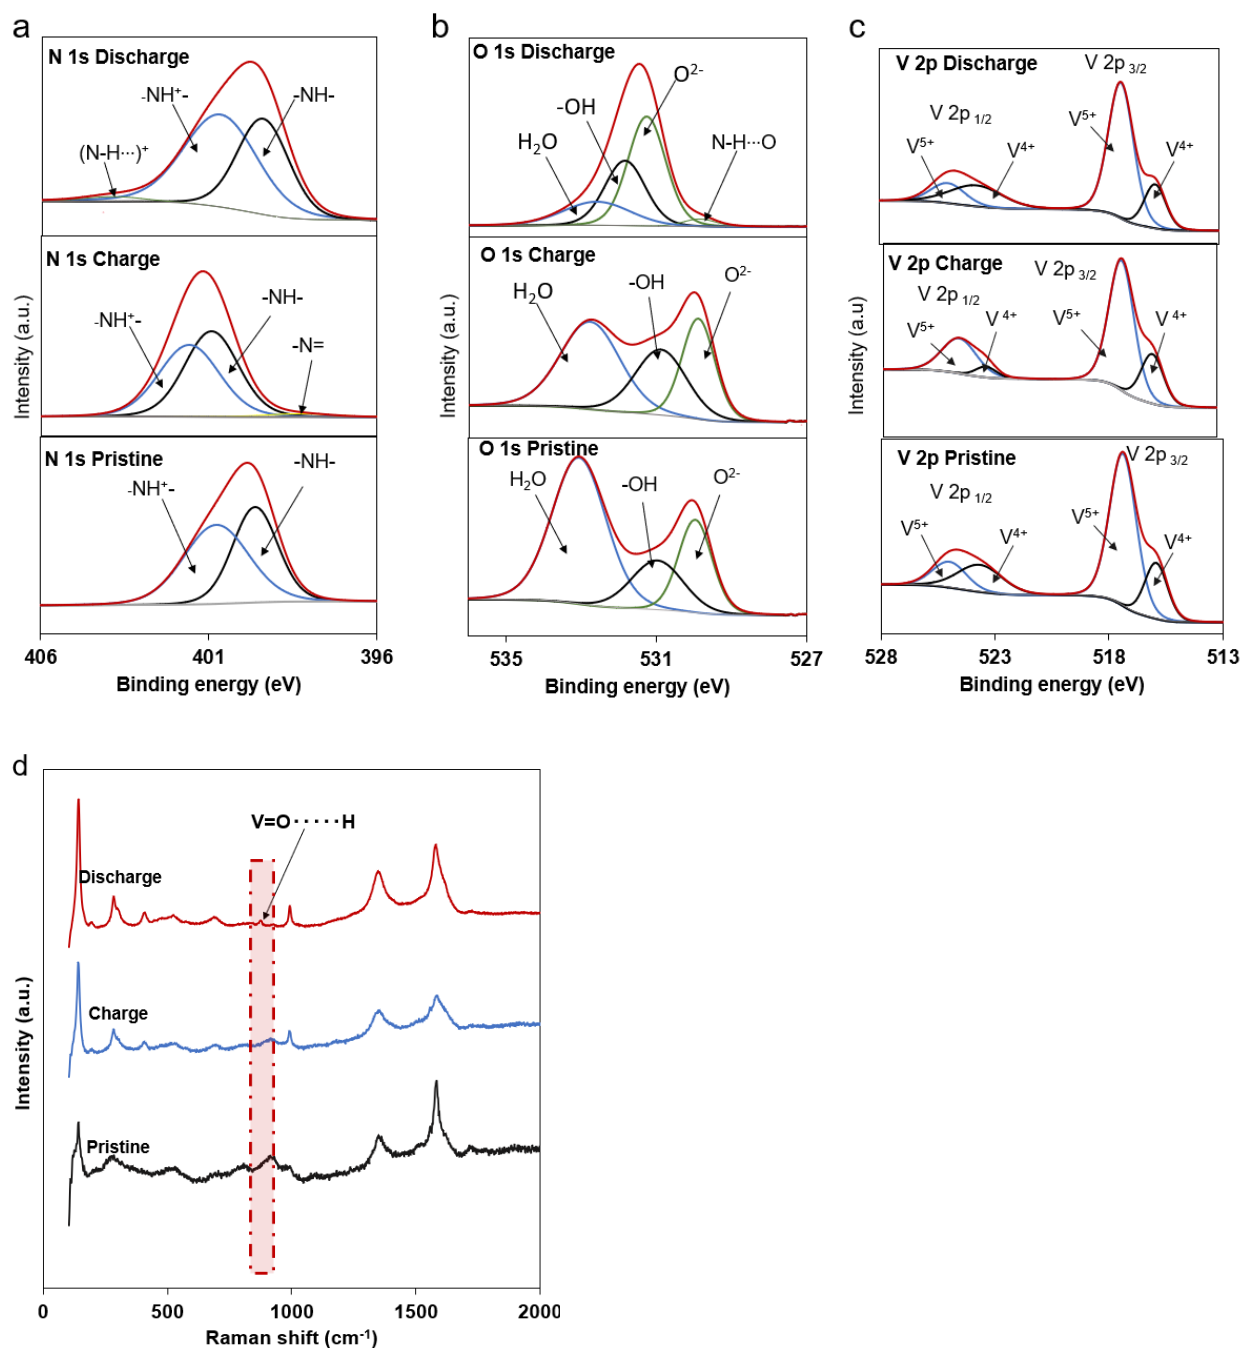 a
N 1s Discharge
-NH⁺-
-NH-
(N-H···)⁺
N 1s Charge
-NH-
-NH⁺-
-N=
N 1s Pristine
-NH-
-NH⁺-
Intensity (a.u.)
406 401 396
Binding energy (eV)
b
O 1s Discharge
O²⁻
-OH
H₂O
N-H···O
O 1s Charge
H₂O
-OH
O²⁻
O 1s Pristine
H₂O
-OH
O²⁻
Intensity (a.u.)
535 531 527
Binding energy (eV)
c
V 2p Discharge
V 2p 3/2
V 2p 1/2
V⁵⁺
V⁵⁺
V⁴⁺
V⁴⁺
V 2p Charge
V 2p 3/2
V 2p 1/2
V⁵⁺
V ⁴⁺
V⁵⁺
V ⁴⁺
V 2p Pristine
V 2p 3/2
V 2p 1/2
V⁵⁺
V⁵⁺
V⁴⁺
V⁴⁺
Intensity (a.u)
528 523 518 513
Binding energy (eV)
d
V=O·····H
Discharge
Charge
Pristine
Intensity (a.u.)
0 500 1000 1500 2000
Raman shift (cm⁻¹)